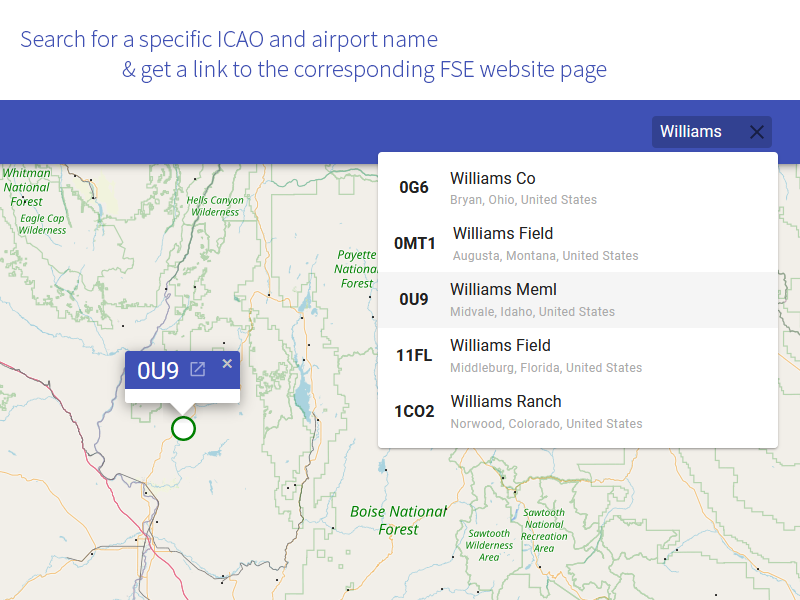 Search for a specific ICAO and airport name
& get a link to the corresponding FSE website page
Williams
0G6
Williams Co
Bryan, Ohio, United States
0MT1
Williams Field
Augusta, Montana, United States
0U9
Williams Meml
Midvale, Idaho, United States
11FL
Williams Field
Middleburg, Florida, United States
1CO2
Williams Ranch
Norwood, Colorado, United States
Whitman
National
Forest
Eagle Cap
Wilderness
Hells Canyon
Wilderness
Payette
Nationa
Forest
0U9
Boise National
Forest
Sawtooth
Wilderness
Area
Sawtooth
National
Recreation
Area